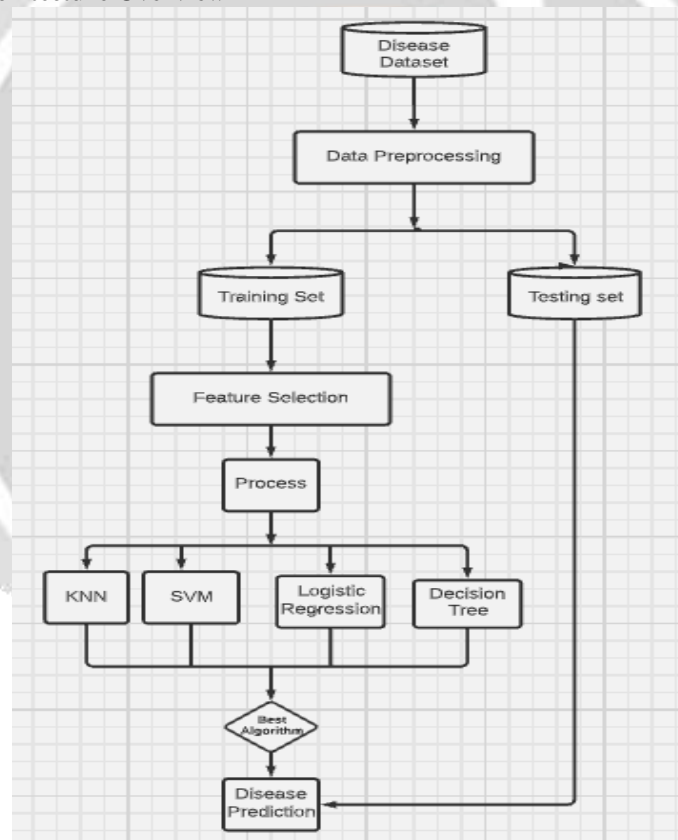 Disease
Dataset
Data Preprocessing
Training Set
Testing set
Feature Selection
Process
KNN
SVM
Logistic
Regression
Decision
Tree
Best
Algorithm
Disease
Prediction